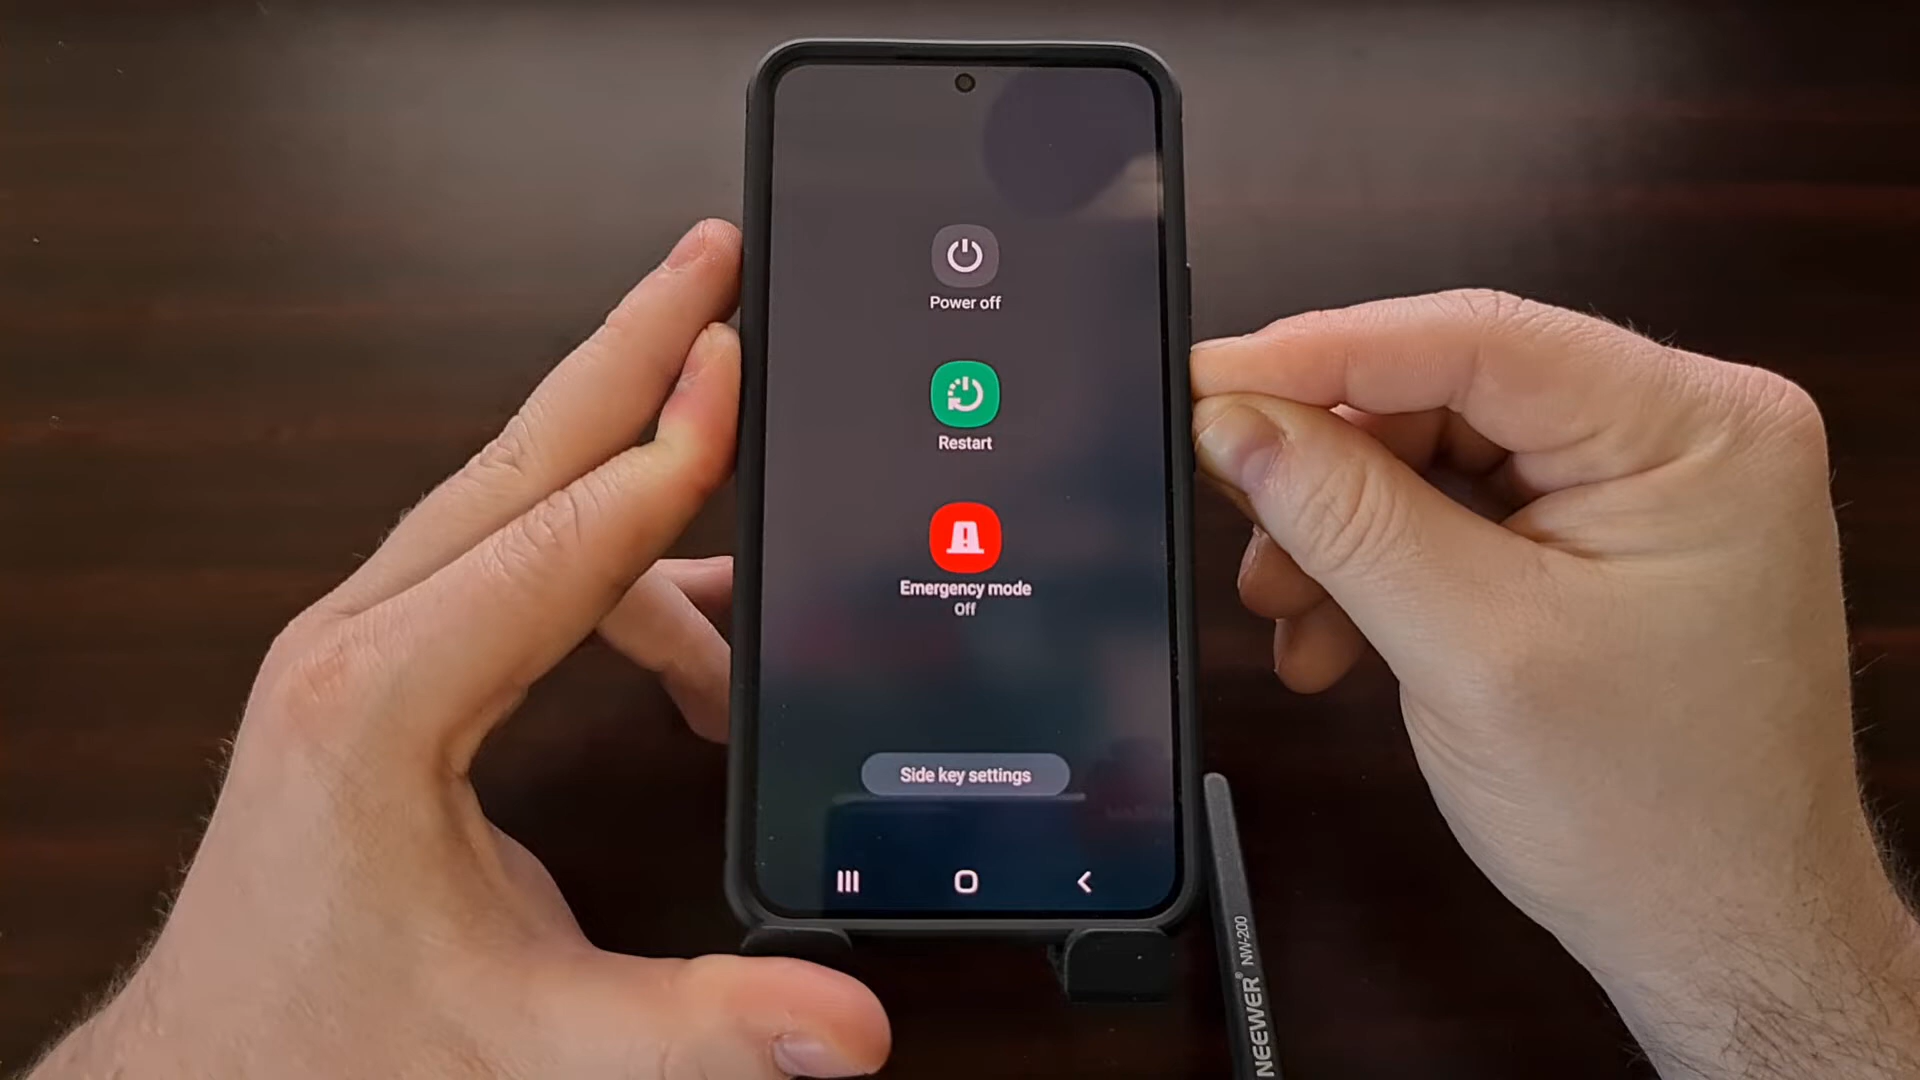 Power off
Restart
Emergency mode
Off
Side key settings
NEEWER® NW-200